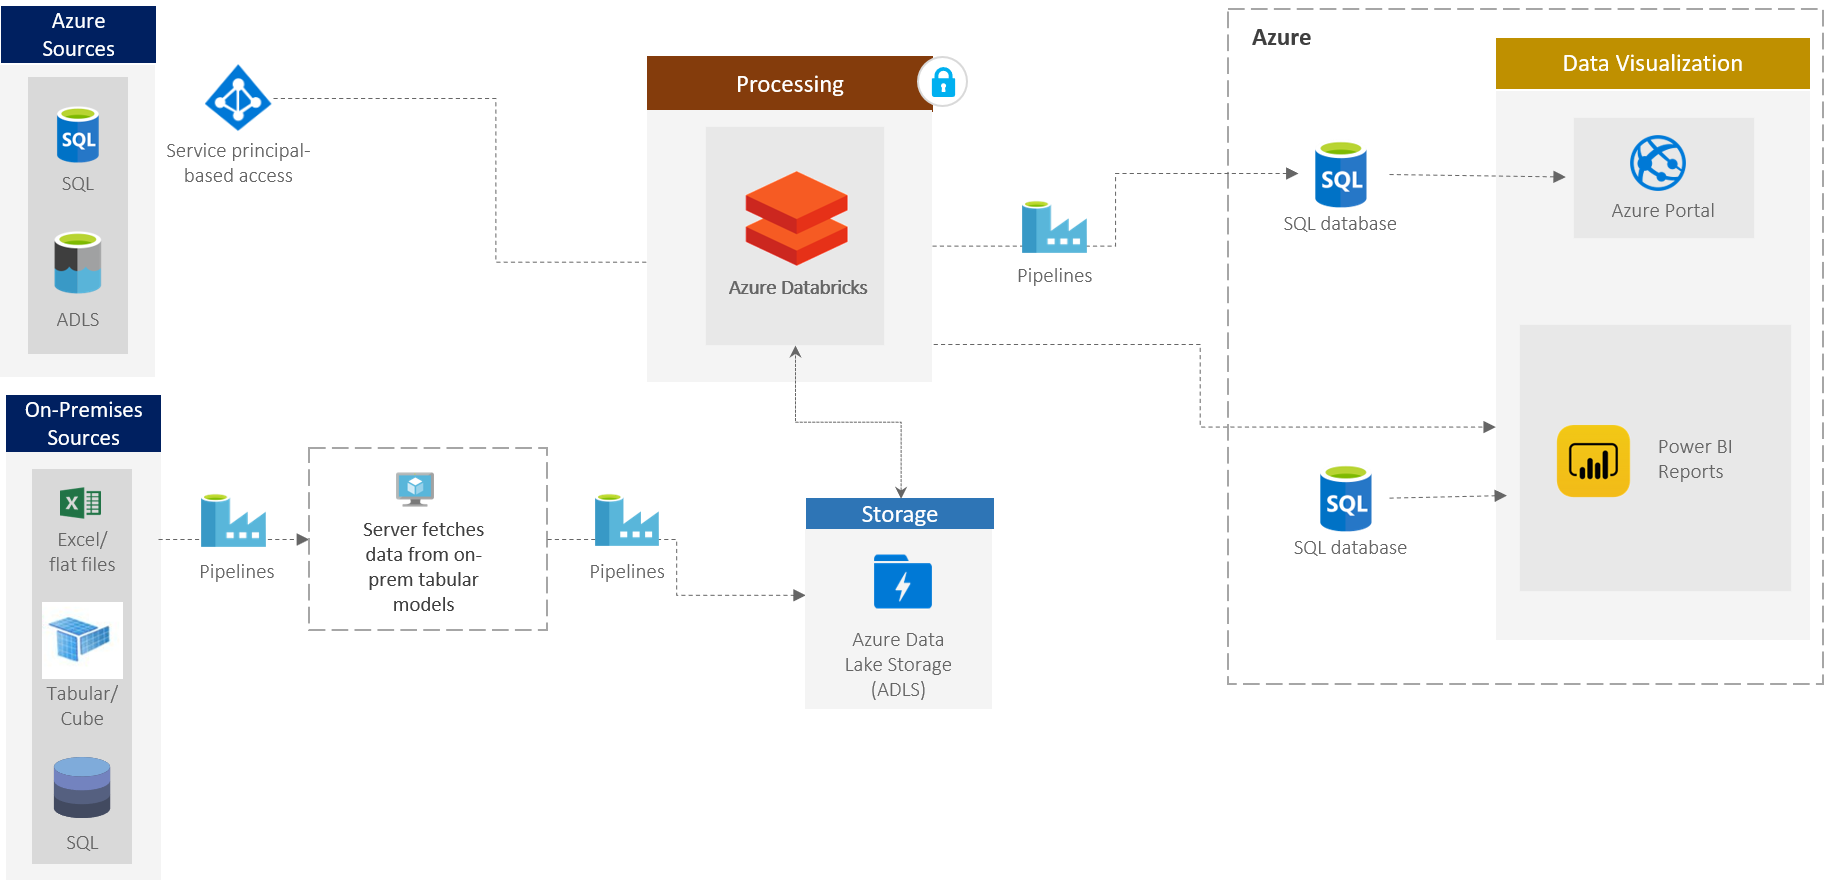 Azure
Sources
SQL
SQL
ADLS
Service principal-
based access
On-Premises
Sources
X
Excel/
flat files
Tabular/
Cube
SQL
Pipelines
Server fetches
data from on-
prem tabular
models
Pipelines
Processing
Azure Databricks
Storage
Azure Data
Lake Storage
(ADLS)
Pipelines
Azure
SQL
SQL database
SQL
SQL database
Data Visualization
Azure Portal
Power BI
Reports